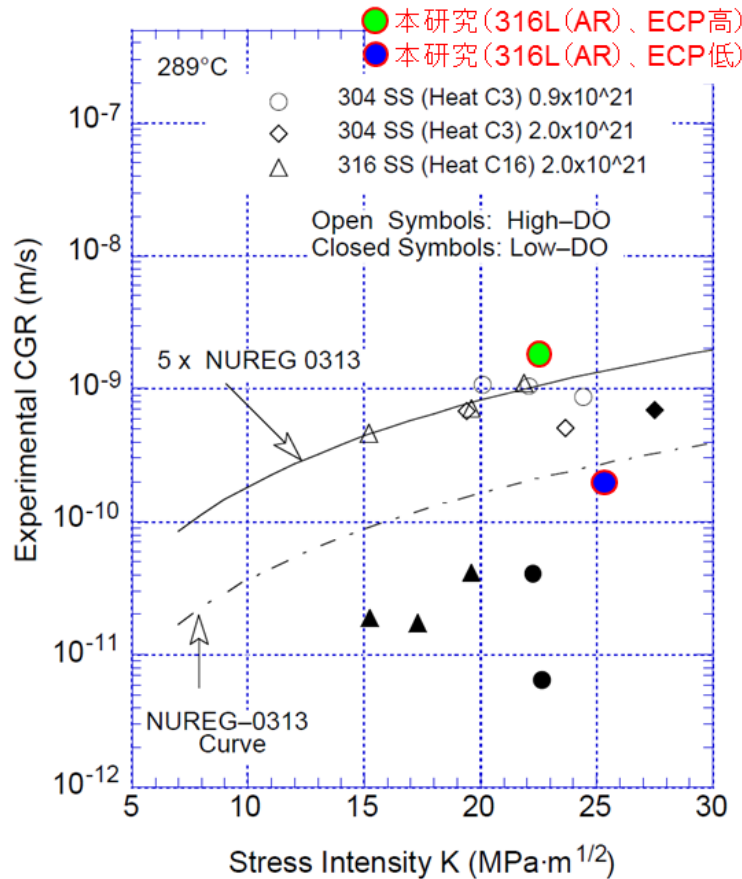 本研究(316L(AR)、ECP高)
本研究(316L(AR)、ECP低)
289°C
304 SS (Heat C3) 0.9x10^21
304 SS (Heat C3) 2.0x10^21
316 SS (Heat C16) 2.0x10^21
Open Symbols: High–DO
Closed Symbols: Low–DO
5 x NUREG 0313
NUREG–0313
Curve
Experimental CGR (m/s)
10⁻⁷
10⁻⁸
10⁻⁹
10⁻¹⁰
10⁻¹¹
10⁻¹²
5 10 15 20 25 30
Stress Intensity K (MPa·m¹/²)